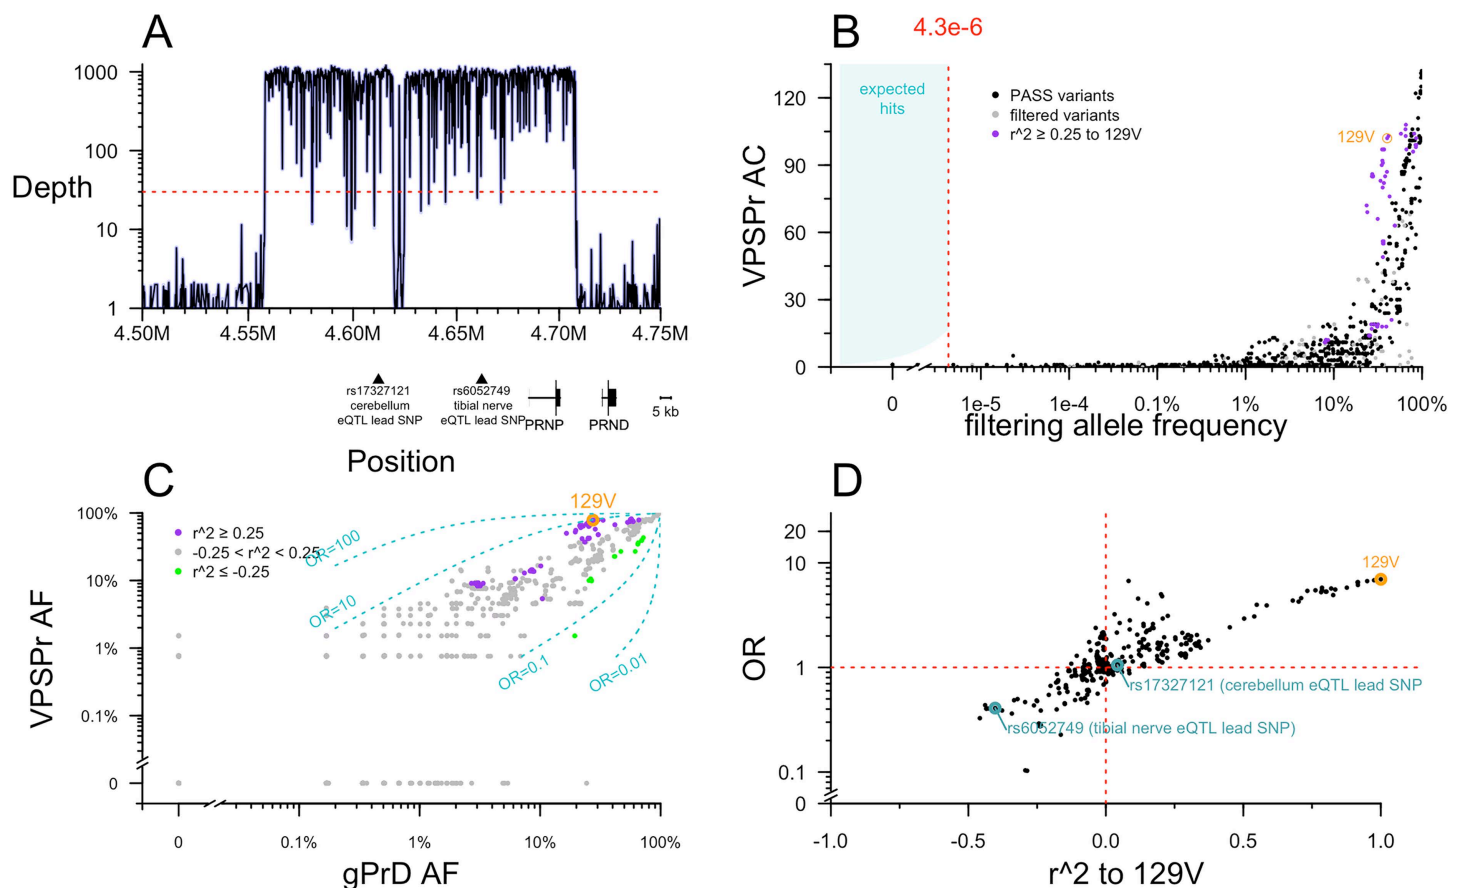 A
1000
100
10
1
Depth
4.50M
4.55M
4.60M
4.65M
4.70M
4.75M
rs17327121
cerebellum
eQTL lead SNP
rs6052749
tibial nerve
eQTL lead SNP
PRNP
PRND
5 kb
Position
B
4.3e-6
expected
hits
PASS variants
filtered variants
r^2 ≥ 0.25 to 129V
129V
120
90
60
30
0
VPSPr AC
0
1e-5
1e-4
0.1%
1%
10%
100%
filtering allele frequency
C
129V
r^2 ≥ 0.25
-0.25 < r^2 < 0.25
r^2 ≤ -0.25
OR=100
OR=10
OR=0.1
OR=0.01
100%
10%
1%
0.1%
0
VPSPr AF
0
0.1%
1%
10%
100%
gPrD AF
D
20
10
1
0.1
0
OR
129V
rs17327121 (cerebellum eQTL lead SNP
rs6052749 (tibial nerve eQTL lead SNP)
-1.0
-0.5
0.0
0.5
1.0
r^2 to 129V